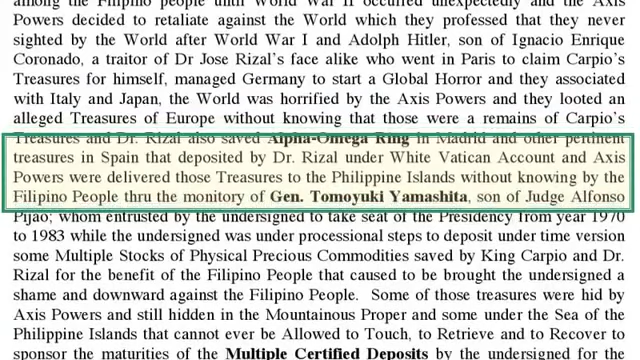 among the Filipino people until World War II occurred unexpectedly and the Axis
Powers decided to retaliate against the World which they professed that they never
sighted by the World after World War I and Adolph Hitler, son of Ignacio Enrique
Coronado, a traitor of Dr Jose Rizal's face alike who went in Paris to claim Carpio's
Treasures for himself, managed Germany to start a Global Horror and they associated
with Italy and Japan, the World was horrified by the Axis Powers and they looted an
alleged Treasures of Europe without knowing that those were a remains of Carpio's
Treasures and Dr. Rizal also saved Alpha-Omega Ring in Madrid and other pertinent
treasures in Spain that deposited by Dr. Rizal under White Vatican Account and Axis
Powers were delivered those Treasures to the Philippine Islands without knowing by the
Filipino People thru the monitory of Gen. Tomoyuki Yamashita, son of Judge Alfonso
Pijao; whom entrusted by the undersigned to take seat of the Presidency from year 1970
to 1983 while the undersigned was under processional steps to deposit under time version
some Multiple Stocks of Physical Precious Commodities saved by King Carpio and Dr.
Rizal for the benefit of the Filipino People that caused to be brought the undersigned a
shame and downward against the Filipino People. Some of those treasures were hid by
Axis Powers and still hidden in the Mountainous Proper and some under the Sea of the
Philippine Islands that cannot ever be Allowed to Touch, to Retrieve and to Recover to
sponsor the maturities of the Multiple Certified Deposits by the undersigned for the